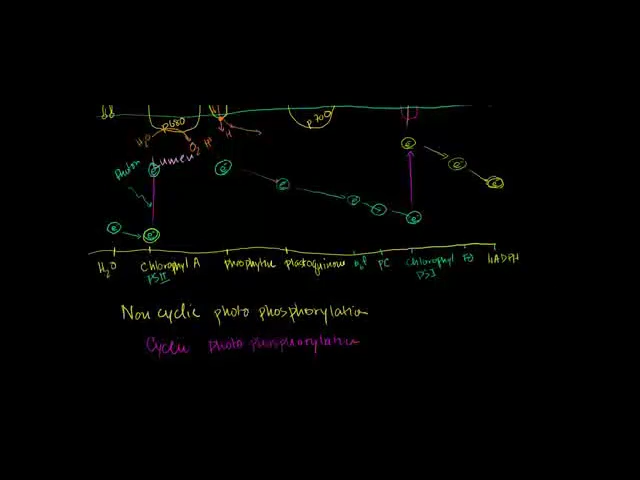 P680
P700
H2O
O2
H+
H
Lumen
Photon
e-
e-
e-
e-
e-
e-
e-
e-
e-
e-
H2O chlorophyl A pheophytin plastoquinone b6f PC chlorophyl Fd NADPH
PSII PSI
Non cyclic photo phosphorylation
Cyclic photo phosphorylation